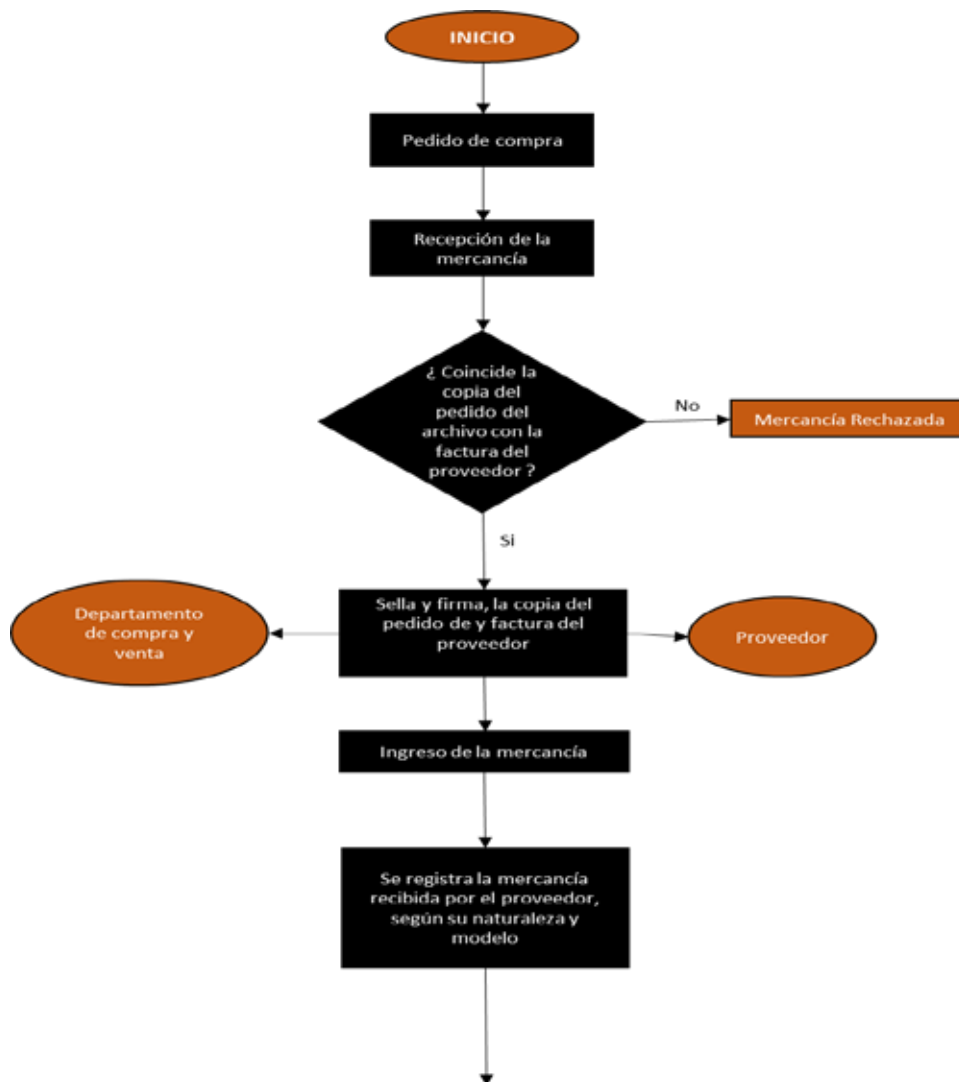 INICIO
Pedido de compra
Recepción de la
mercancía
¿ Coincide la
copia del
pedido del
archivo con la
factura del
proveedor ?
No
Mercancía Rechazada
Si
Departamento
de compra y
venta
Sella y firma, la copia del
pedido de y factura del
proveedor
Proveedor
Ingreso de la mercancía
Se registra la mercancía
recibida por el proveedor,
según su naturaleza y
modelo